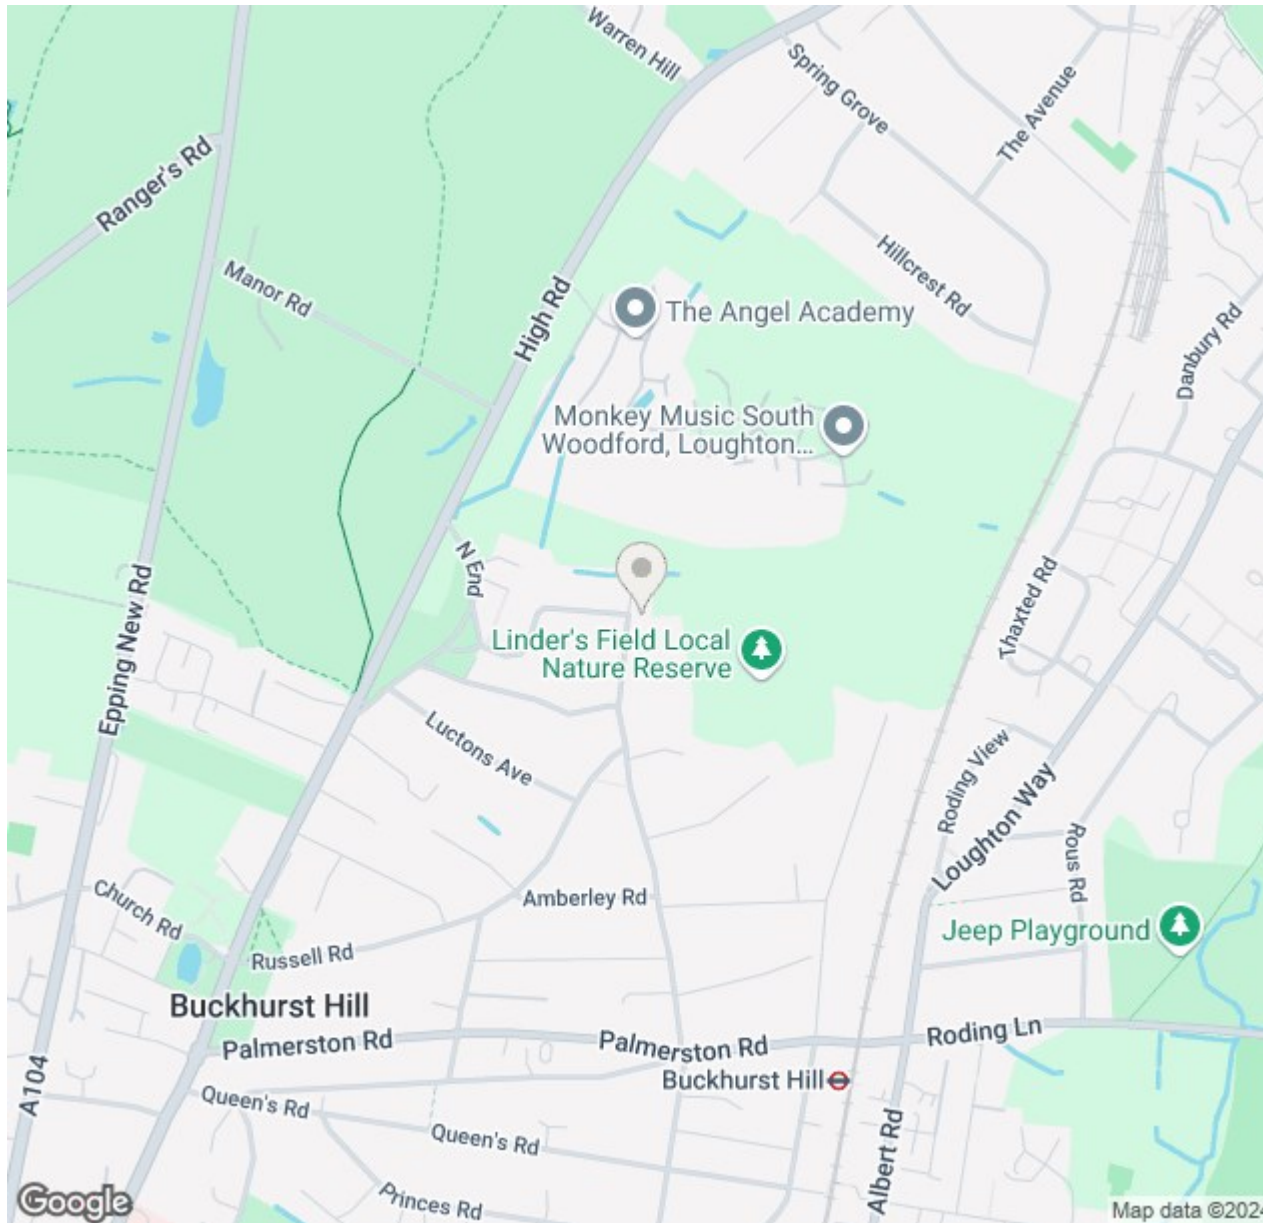 Warren Hill
Spring Grove
The Avenue
Ranger's Rd
Manor Rd
High Rd
Hillcrest Rd
The Angel Academy
Danbury Rd
Monkey Music South
Woodford, Loughton...
N End
Thaxted Rd
Epping New Rd
Linder's Field Local
Nature Reserve
Luctons Ave
Roding View
Loughton Way
Rous Rd
Church Rd
Amberley Rd
Russell Rd
Jeep Playground
Buckhurst Hill
Palmerston Rd
Palmerston Rd
Roding Ln
A104
Buckhurst Hill
Queen's Rd
Queen's Rd
Albert Rd
Princes Rd
Google
Map data ©2024